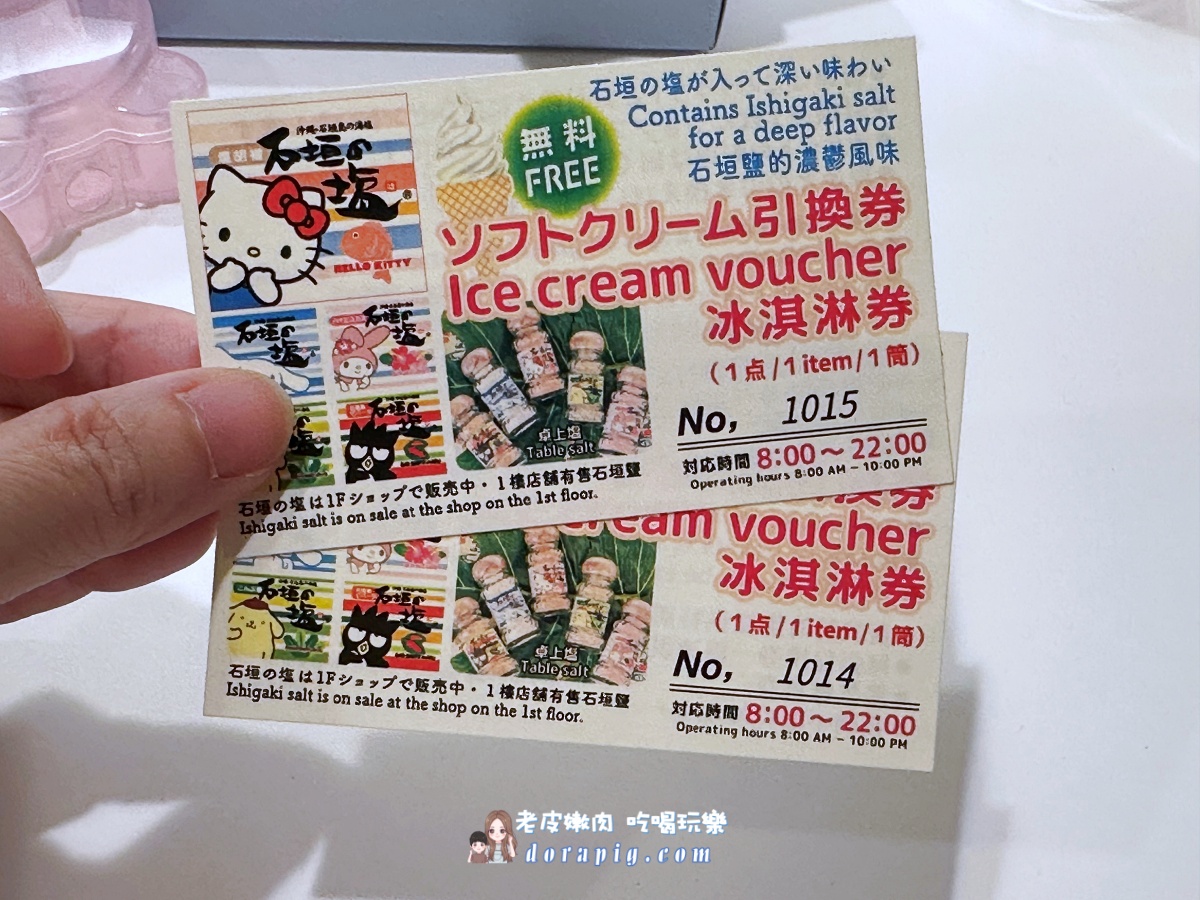 沖縄・石垣島の海塩
石垣の
塩
HELLO KITTY
石垣の
塩
石垣の
塩
石垣の
塩
無料
FREE
石垣の塩が入って深い味わい
Contains Ishigaki salt
for a deep flavor
石垣鹽的濃鬱風味
ソフトクリーム引換券
Ice cream voucher
冰淇淋券
(1点/1item/1筒)
卓上塩
Table salt
No, 1015
対応時間 8:00～22:00
Operating hours 8:00 AM – 10:00 PM
石垣の塩は1Fショップで販売中・1樓店舖有售石垣鹽
Ishigaki salt is on sale at the shop on the 1st floor.
引換券
cream voucher
冰淇淋券
(1点/1item/1筒)
石垣の
塩
石垣の
塩
卓上塩
Table salt
No, 1014
対応時間 8:00～22:00
Operating hours 8:00 AM – 10:00 PM
石垣の塩は1Fショップで販売中・1樓店舖有售石垣鹽
Ishigaki salt is on sale at the shop on the 1st floor.
老皮嫩肉 吃喝玩樂
dorapig.com